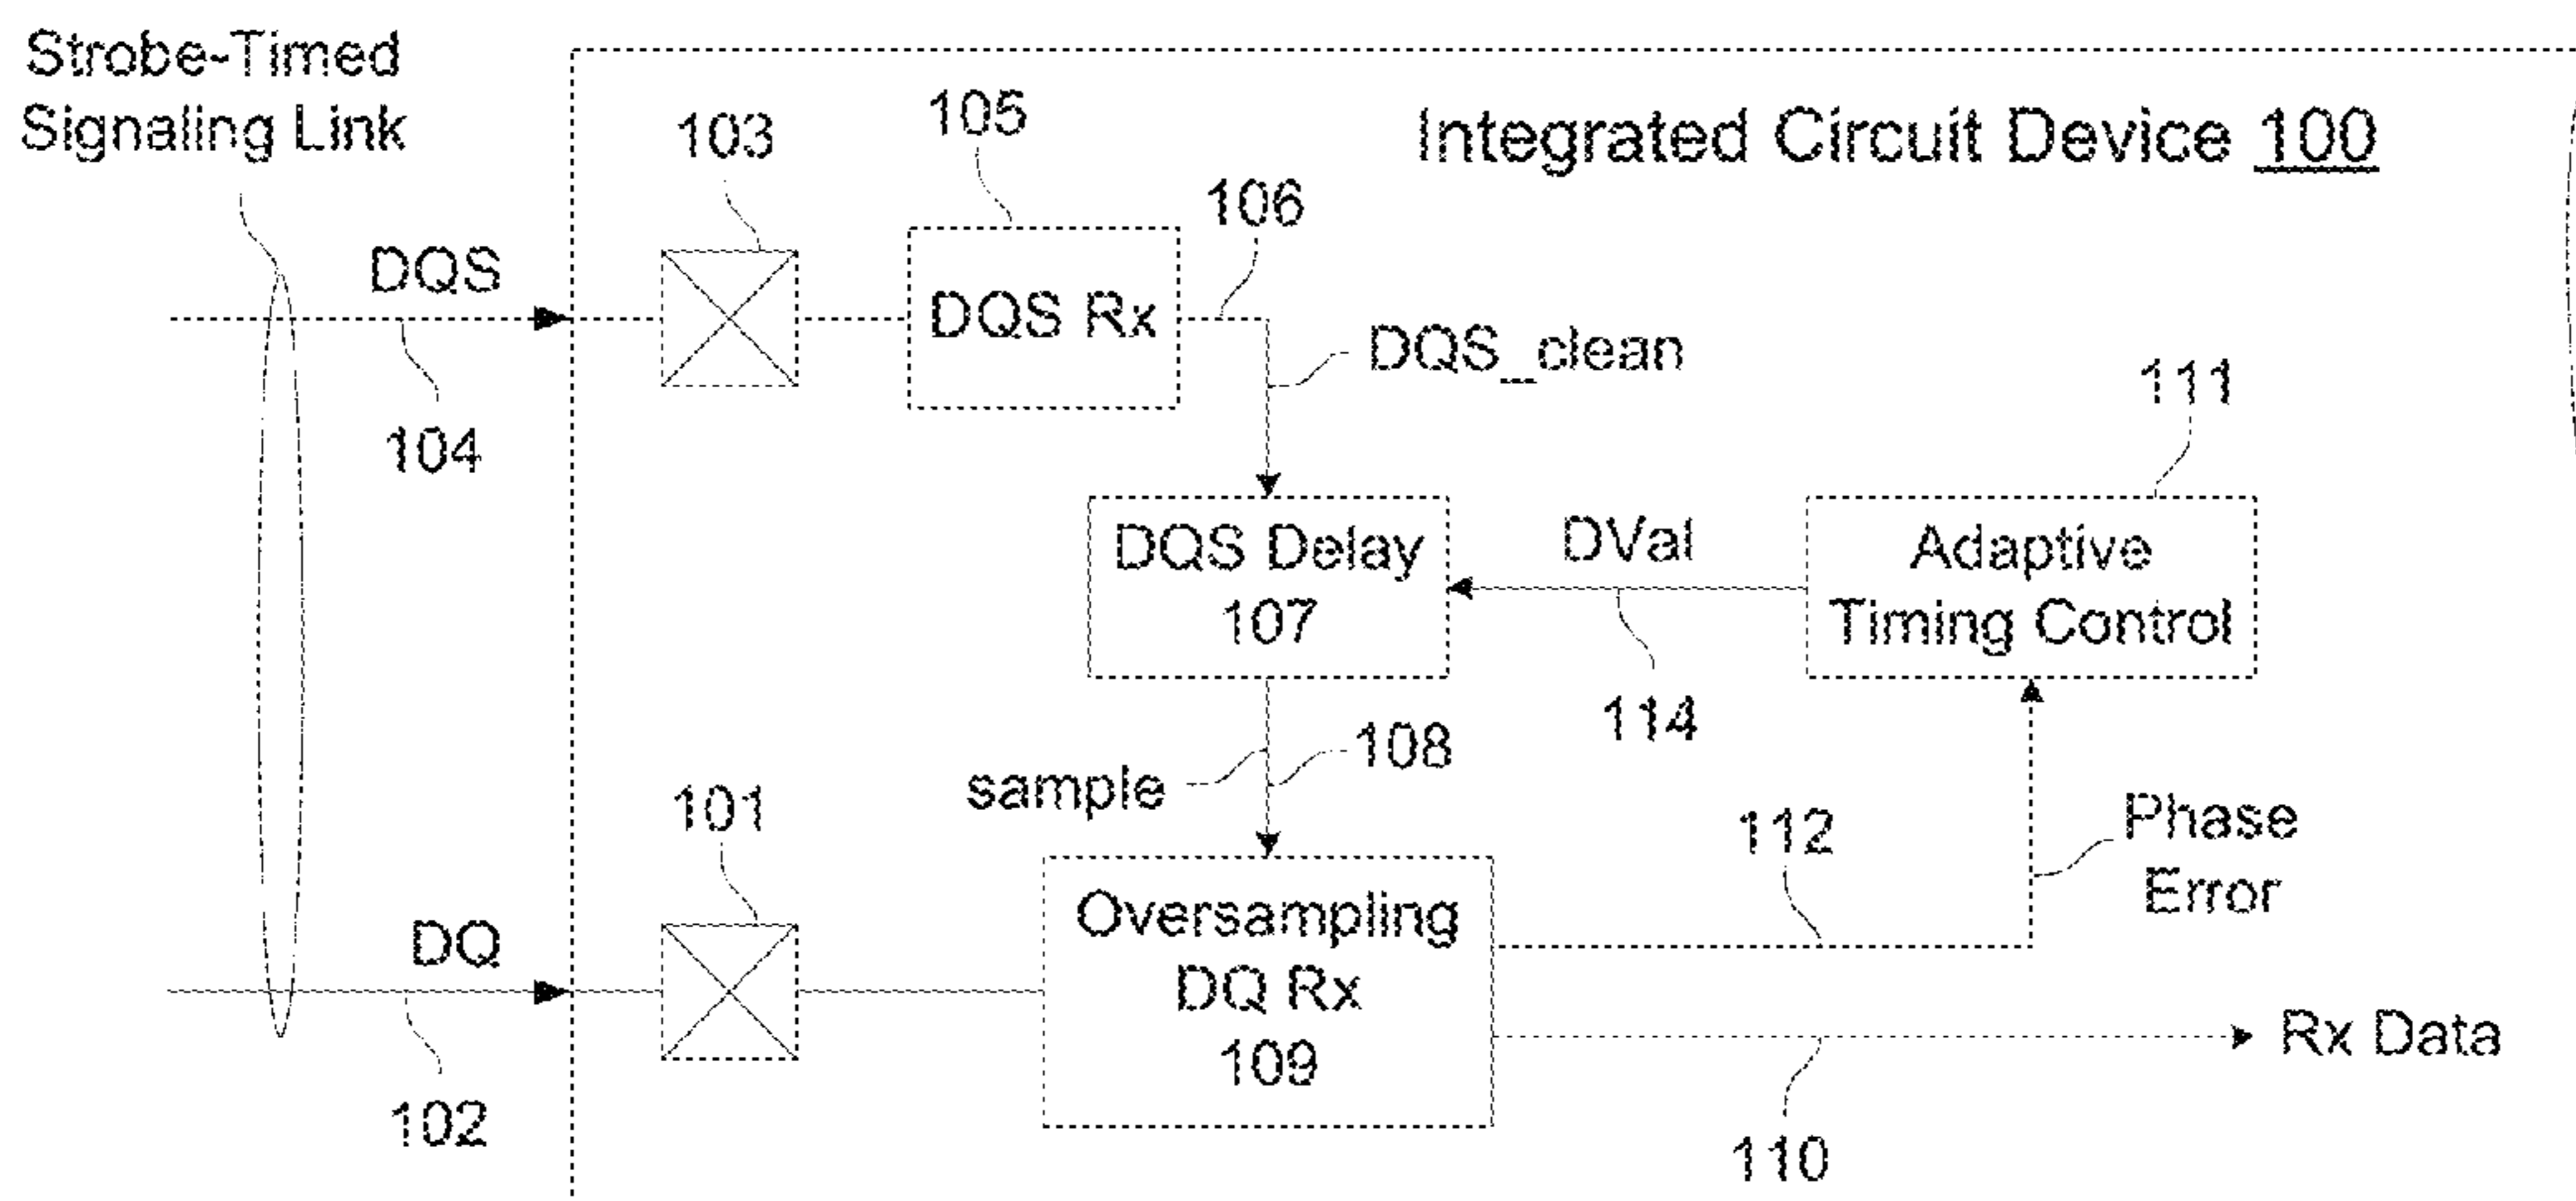 Strobe-Timed
Signaling Link
Integrated Circuit Device 100
103
105
106
DQS
104
DQS Rx
DQS_clean
111
DQS Delay
107
DVal
114
Adaptive
Timing Control
sample
108
101
112
Phase
Error
DQ
102
Oversampling
DQ Rx
109
Rx Data
110